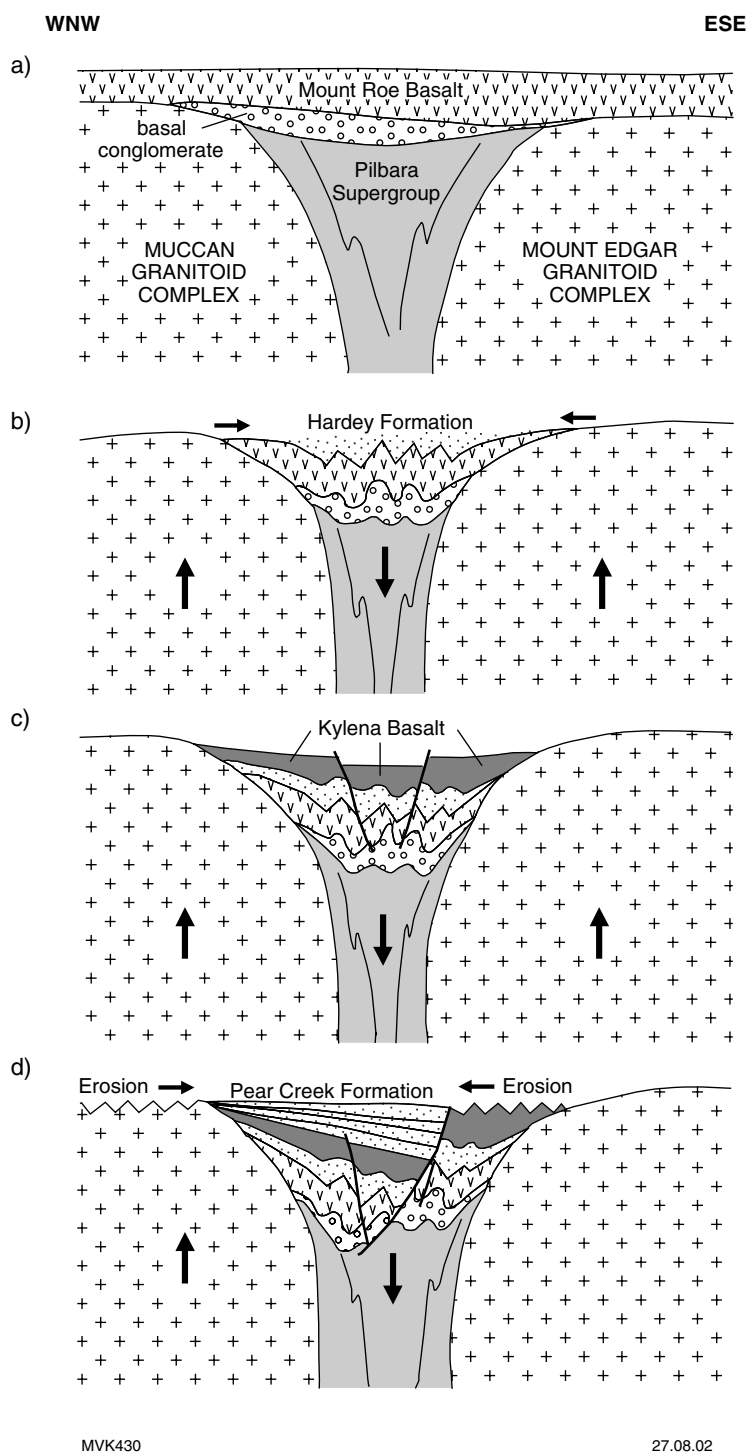 WNW
ESE
a)
Mount Roe Basalt
basal
conglomerate
Pilbara
Supergroup
MUCCAN
GRANITOID
COMPLEX
MOUNT EDGAR
GRANITOID
COMPLEX
b)
Hardey Formation
c)
Kylena Basalt
d)
Erosion
Pear Creek Formation
Erosion
MVK430
27.08.02